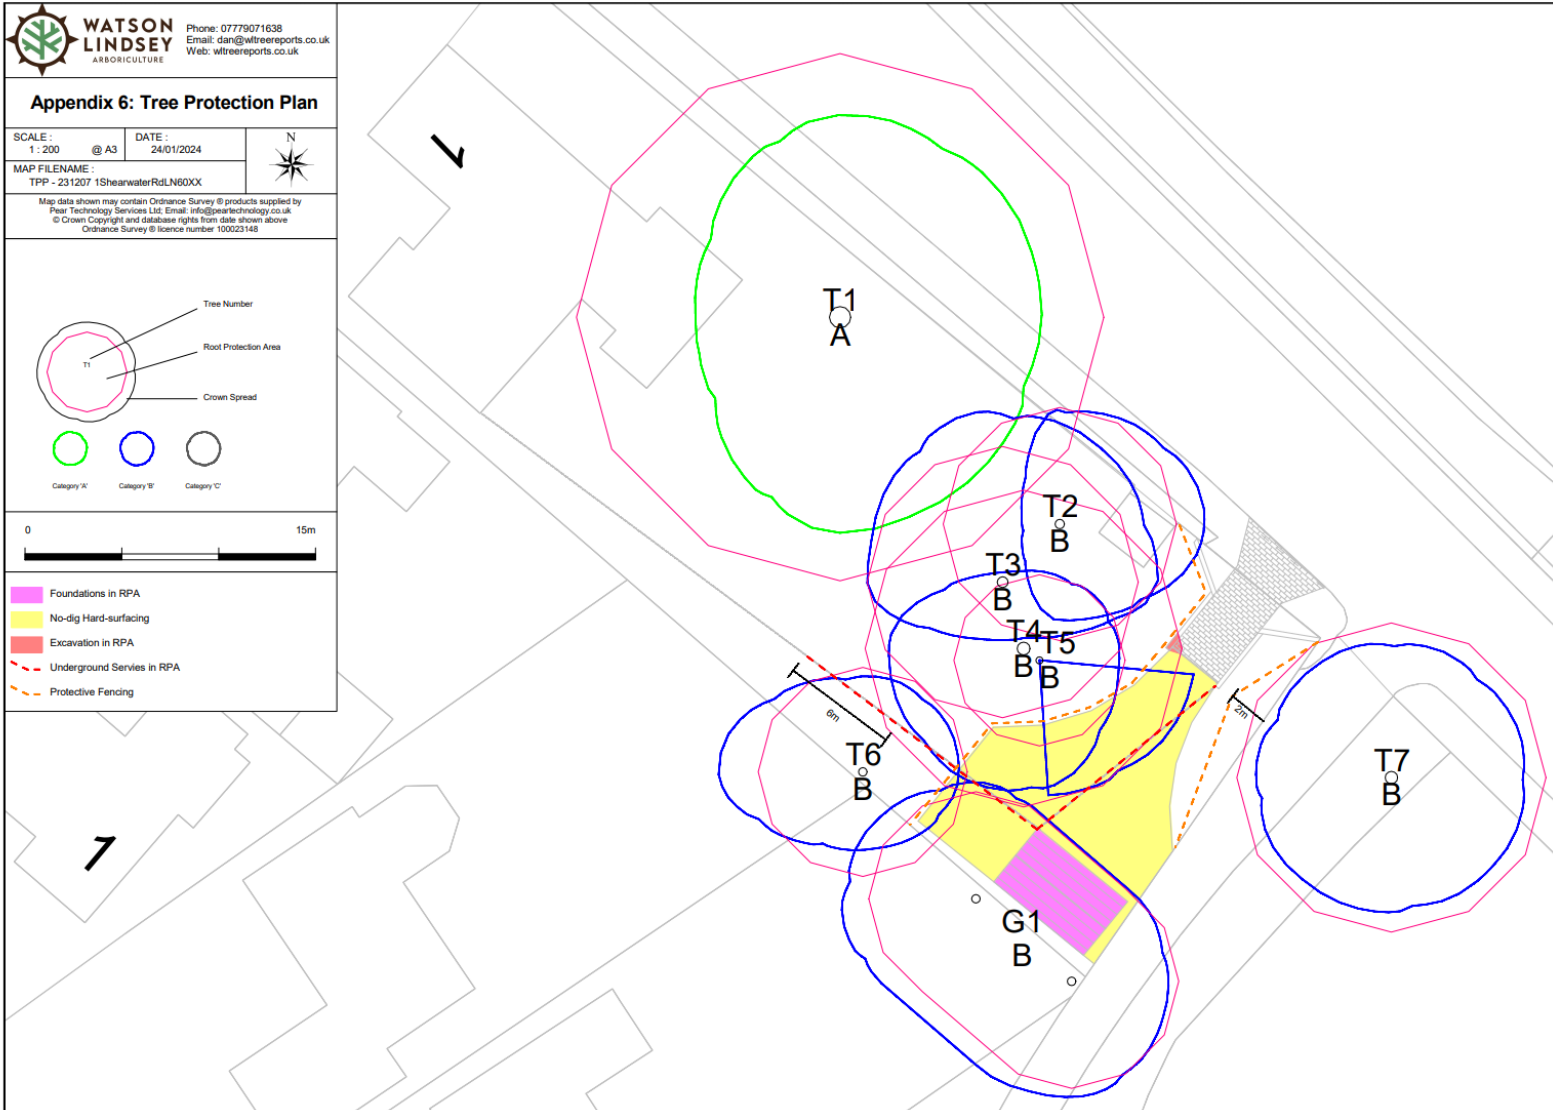 WATSON
LINDSEY
ARBORICULTURE
Phone: 07779071638
Email: dan@wltreereports.co.uk
Web: wltreereports.co.uk
Appendix 6: Tree Protection Plan
SCALE :
1 : 200 @ A3
DATE :
24/01/2024
N
MAP FILENAME :
TPP - 231207 1ShearwaterRdLN60XX
Map data shown may contain Ordnance Survey ® products supplied by
Pear Technology Services Ltd; Email: info@peartechnology.co.uk
© Crown Copyright and database rights from date shown above
Ordnance Survey ® licence number 100023148
Tree Number
Root Protection Area
T1
Crown Spread
Category 'A'
Category 'B'
Category 'C'
0
15m
Foundations in RPA
No-dig Hard-surfacing
Excavation in RPA
Underground Servies in RPA
Protective Fencing
1
T1
A
T2
B
T3
B
T4
B
T5
B
6m
T6
B
2m
T7
B
1
G1
B